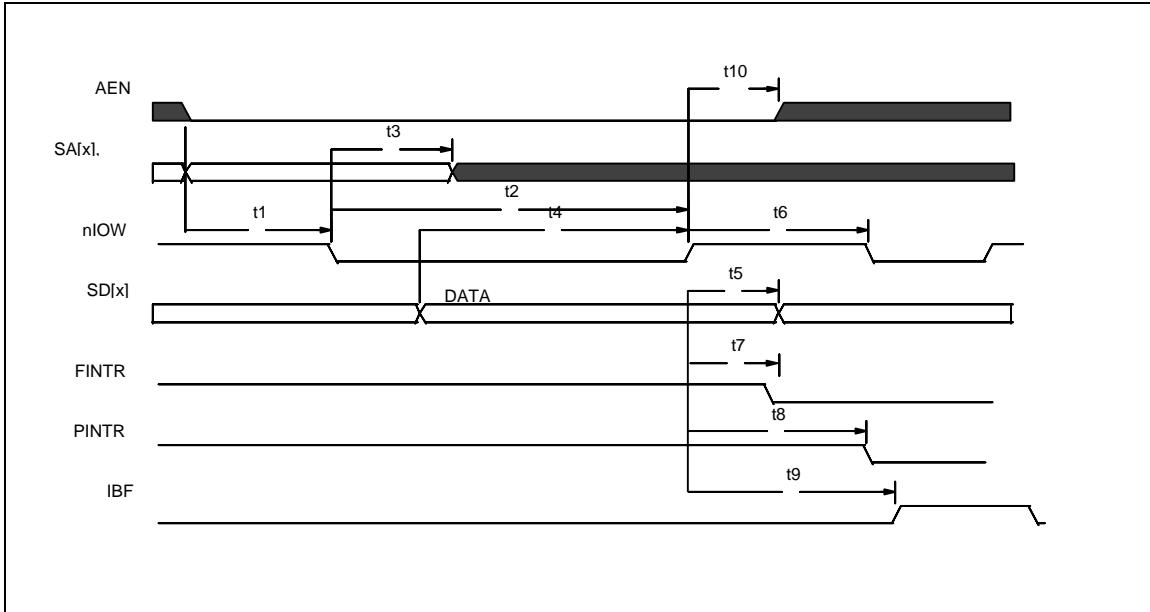 t10
AEN
t3
SA[x],
t2
t1
t4
t6
nIOW
t5
SD[x]
DATA
t7
FINTR
t8
PINTR
t9
IBF